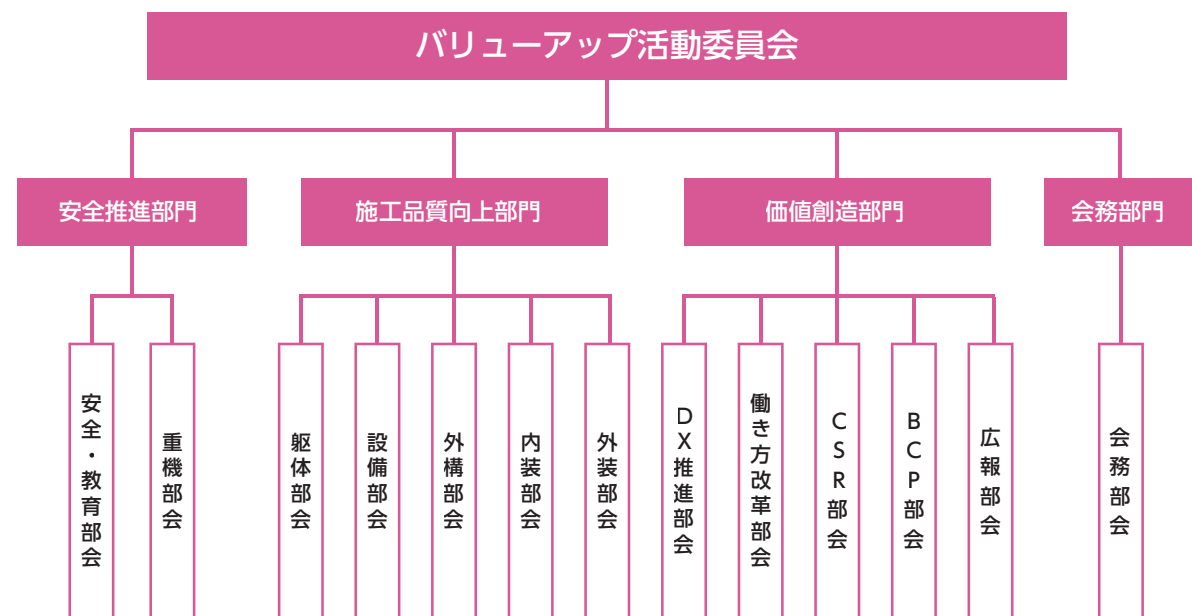 バリューアップ活動委員会
安全推進部門
施工品質向上部門
価値創造部門
会務部門
安全・教育部会
重機部会
躯体部会
設備部会
外構部会
内装部会
外装部会
DX推進部会
働き方改革部会
CSR部会
BCP部会
広報部会
会務部会